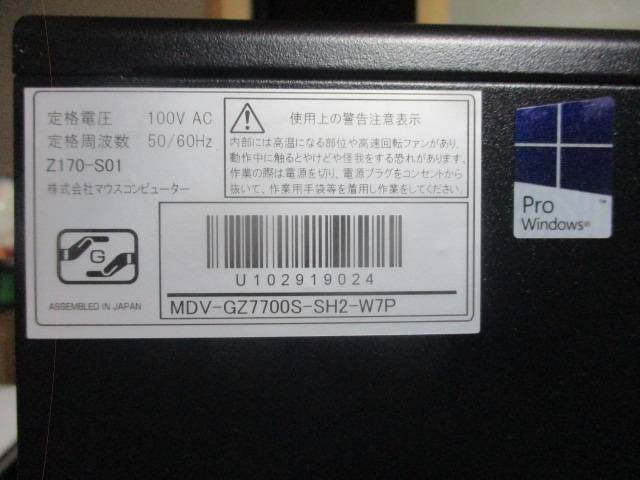 定格電圧 100V AC
定格周波数 50/60Hz
Z170-S01
株式会社マウスコンピューター
使用上の警告注意表示
内部には高温になる部位や高速回転ファンがあり、
動作中に触るとやけどや怪我をする恐れがあります。
作業の際は電源を切り、電源プラグをコンセントから
抜いて、作業用手袋等を着用し作業をしてください。
G
ASSEMBLED IN JAPAN
U102919024
MDV-GZ7700S-SH2-W7P
Pro
Windows®